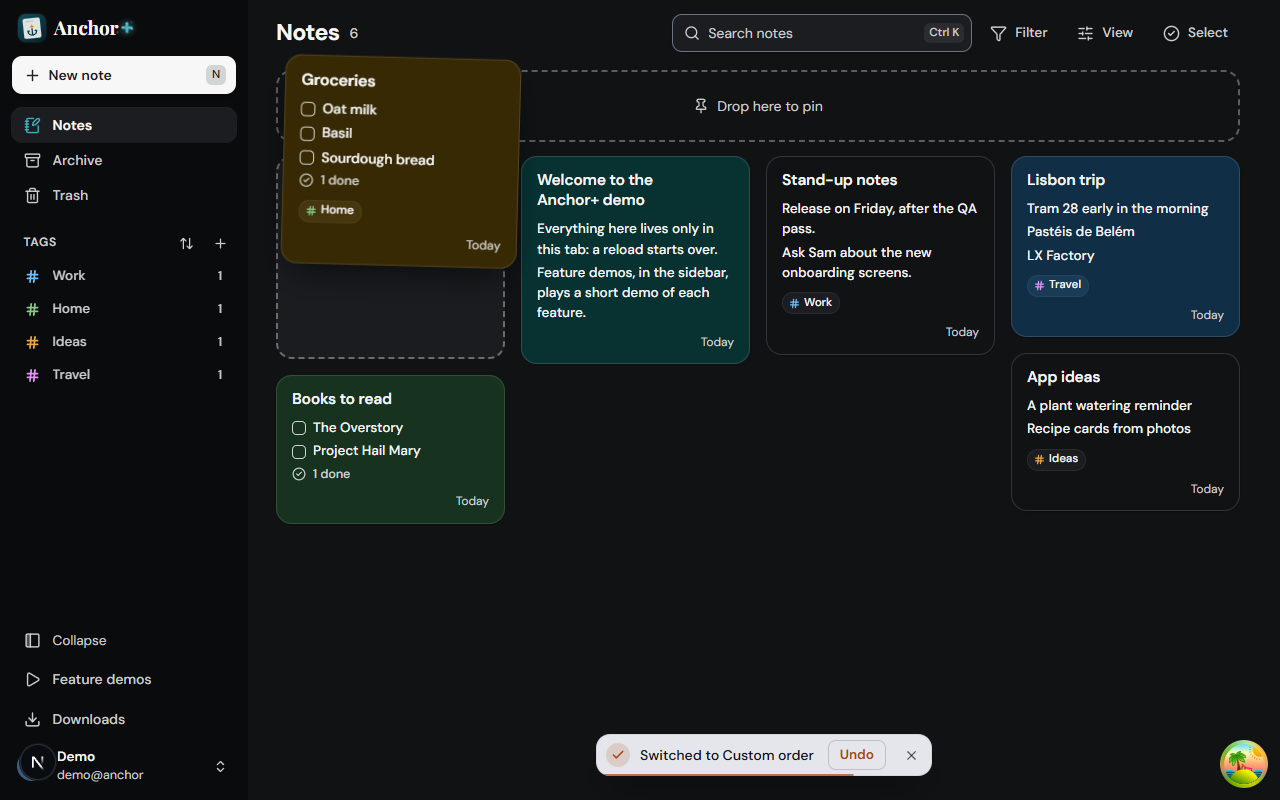 Anchor+
New note
N
Notes
Archive
Trash
TAGS
Work
1
Home
1
Ideas
1
Travel
1
Collapse
Feature demos
Downloads
N
Demo
demo@anchor
Notes 6
Search notes
Ctrl K
Filter
View
Select
Drop here to pin
Groceries
Oat milk
Basil
Sourdough bread
1 done
# Home
Today
Welcome to the
Anchor+ demo
Everything here lives only in
this tab: a reload starts over.
Feature demos, in the sidebar,
plays a short demo of each
feature.
Today
Stand-up notes
Release on Friday, after the QA
pass.
Ask Sam about the new
onboarding screens.
# Work
Today
Lisbon trip
Tram 28 early in the morning
Pastéis de Belém
LX Factory
# Travel
Today
Books to read
The Overstory
Project Hail Mary
1 done
Today
App ideas
A plant watering reminder
Recipe cards from photos
# Ideas
Today
Switched to Custom order
Undo